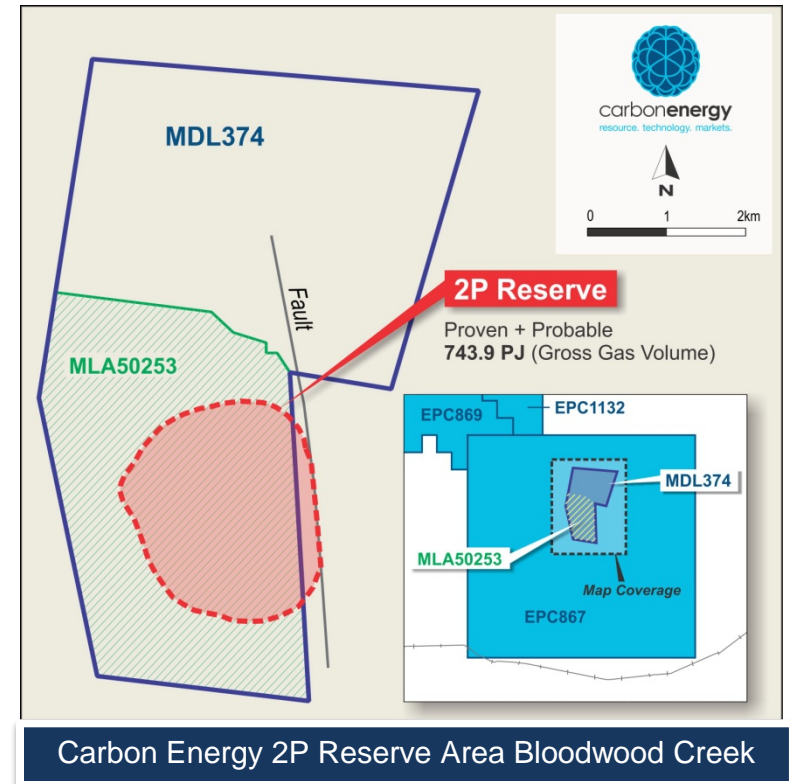 MDL374
carbonenergy
resource. technology. markets.
N
0 1 2km
2P Reserve
Proven + Probable
743.9 PJ (Gross Gas Volume)
Fault
MLA50253
EPC869
EPC1132
MDL374
MLA50253
Map Coverage
EPC867
Carbon Energy 2P Reserve Area Bloodwood Creek